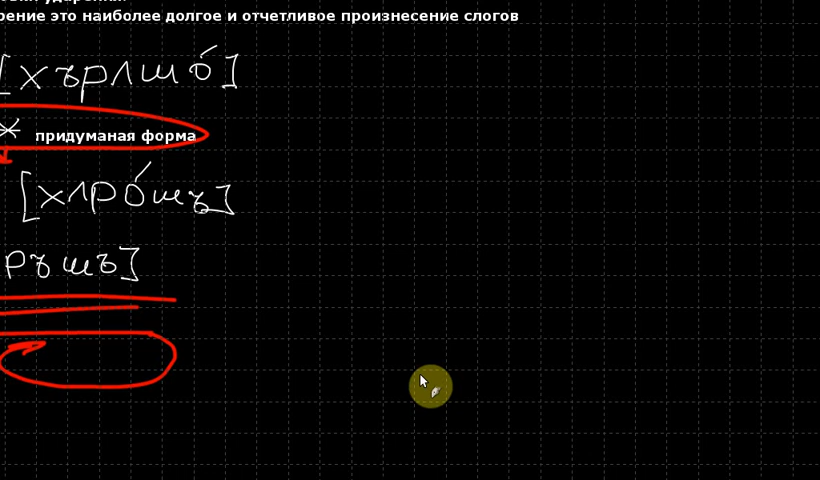 рение это наиболее долгое и отчетливое произнесение слогов
[хърлшо́]
* придуманая форма
[хлро́шъ]
ръшъ]